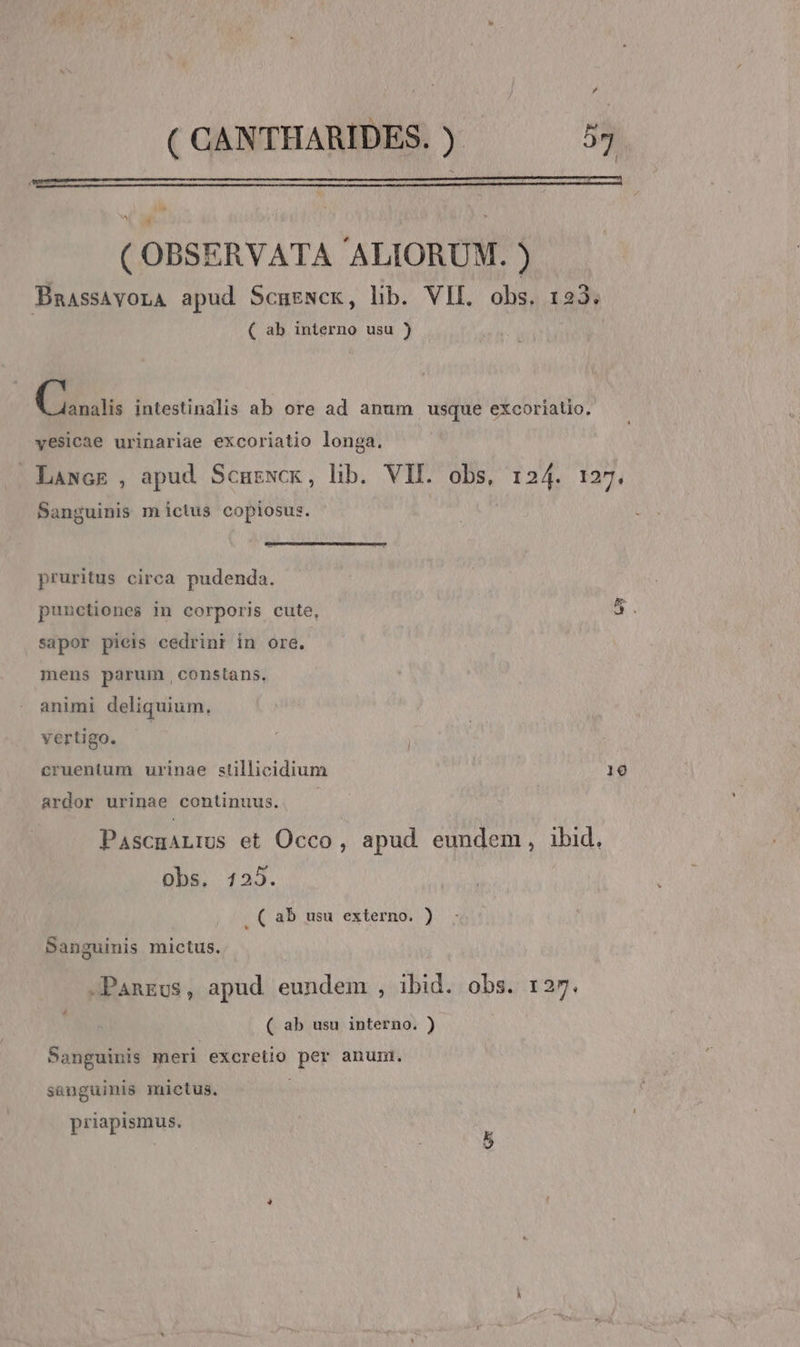 ( CANTHARIDES. ) 57
( OBSERVATA ALIORUM. )
BRASSAVOLA apud SCHENCK, lib. VII. obs. 123.
( ab interno usu )
Canalis intestinalis ab ore ad anum usque excoriatio.
vesicae urinariae excoriatio longa.
LANGE , apud SCHENCK, lib. VII. obs, 124. 127.
Sanguinis mictus copiosus.
pruritus circa pudenda.
punctiones in corporis cute, 5.
sapor picis cedrini in ore.
mens parum constans.
animi deliquium.
vertigo.
cruentum urinae stillicidium 10
ardor urinae continuus.
PASCHALIUS et OCCO, apud eundem, ibid.
obs. 125.
( ab usu externo. )
Sanguinis mictus.
PAREUS, apud eundem , ibid. obs. 127.
( ab usu interno. )
Sanguinis meri excretio per anum.
sanguinis mictus.
priapismus.
5